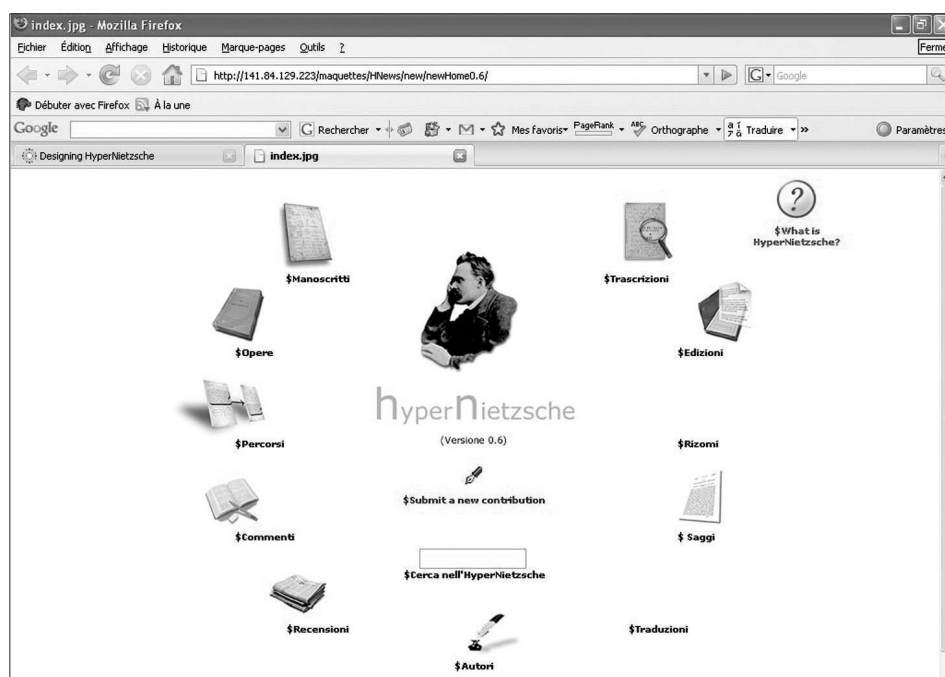 index.jpg - Mozilla Firefox
Fichier Édition Affichage Historique Marque-pages Outils ?
Ferme
http://141.84.129.223/maquettes/HNews/new/newHome0.6/
G Google
Débuter avec Firefox À la une
Google G Rechercher Mes favoris PageRank ABC Orthographe Traduire » Paramètres
Designing HyperNietzsche index.jpg
?
$What is
HyperNietzsche?
$Manoscritti $Trascrizioni
$Opere $Edizioni
hyperNietzsche
$Percorsi (Versione 0.6) $Rizomi
$Submit a new contribution
$Commenti $ Saggi
$Cerca nell'HyperNietzsche
$Recensioni $Traduzioni
$Autori